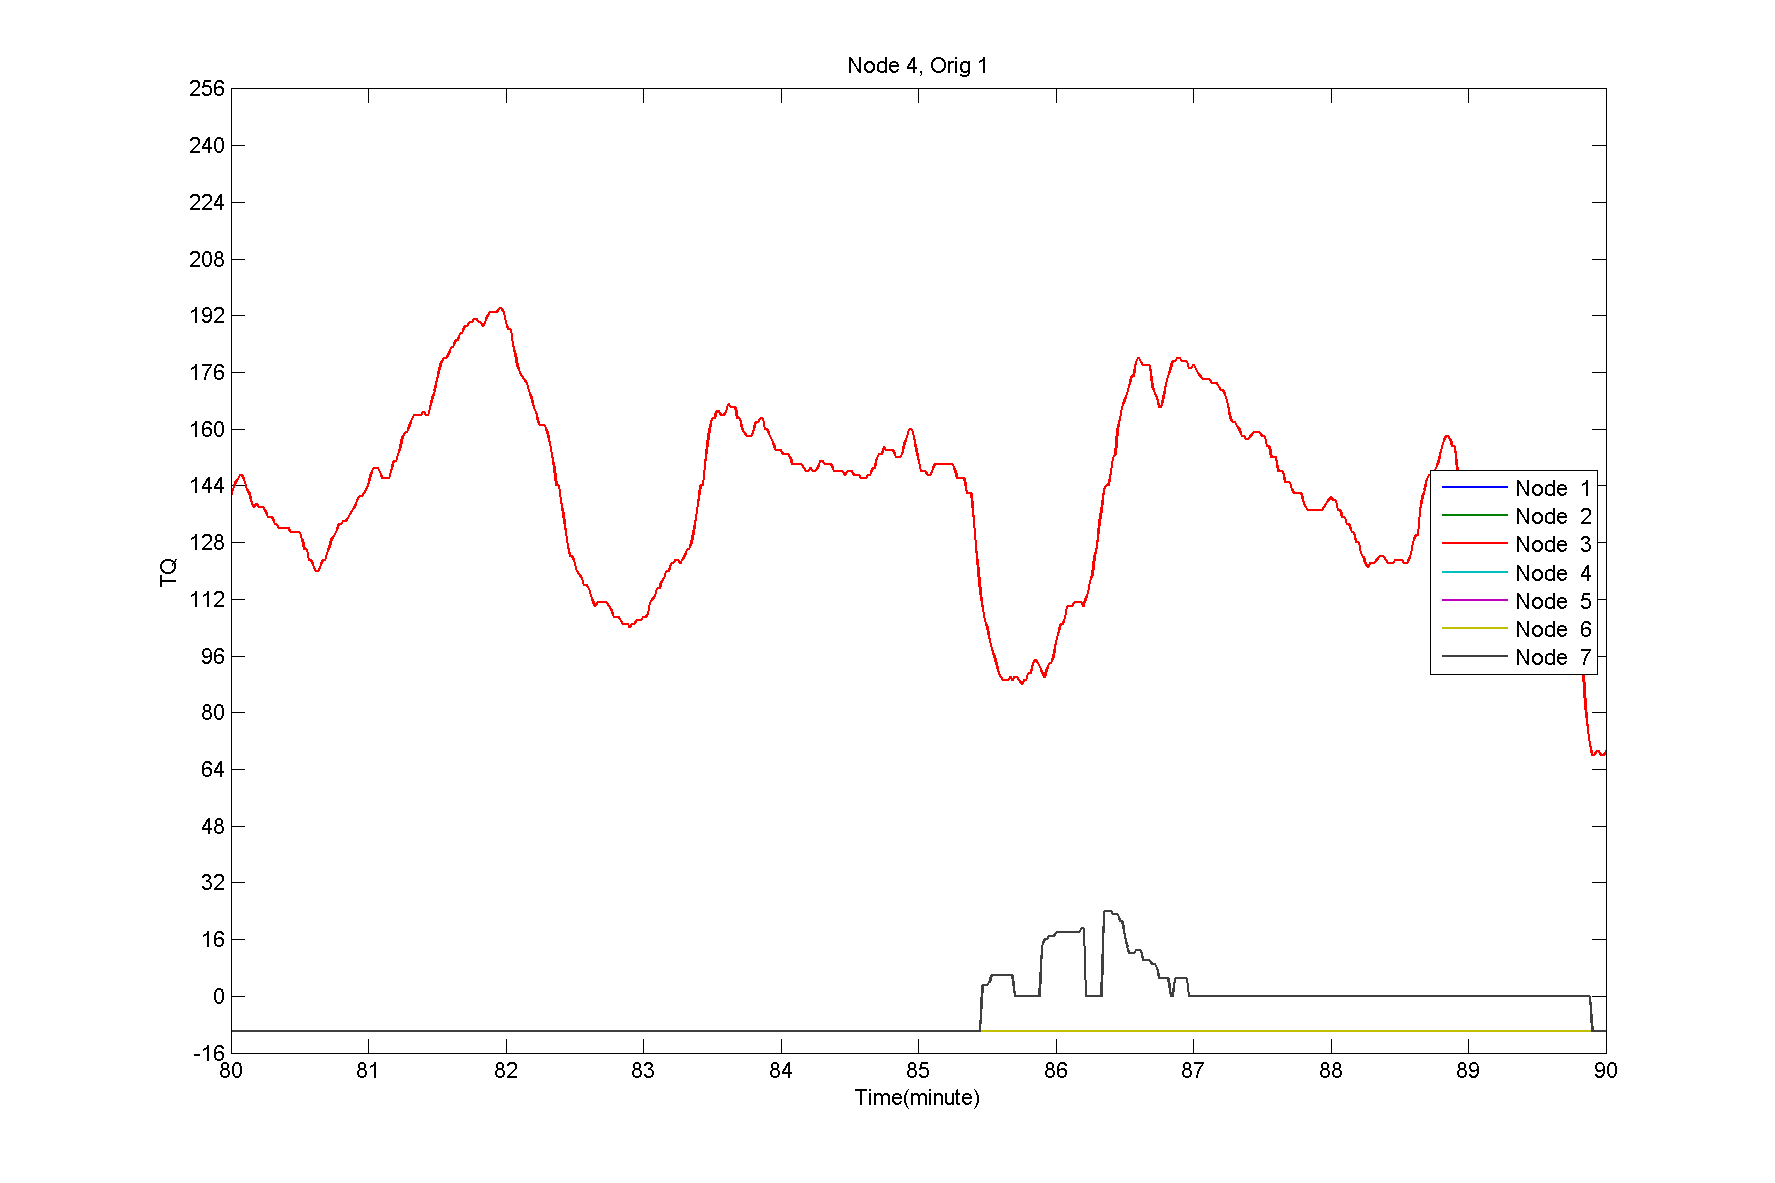 Node 4, Orig 1
256
240
224
208
192
176
160
144
128
112
96
80
64
48
32
16
0
-16
TQ
Node 1
Node 2
Node 3
Node 4
Node 5
Node 6
Node 7
80 81 82 83 84 85 86 87 88 89 90
Time(minute)